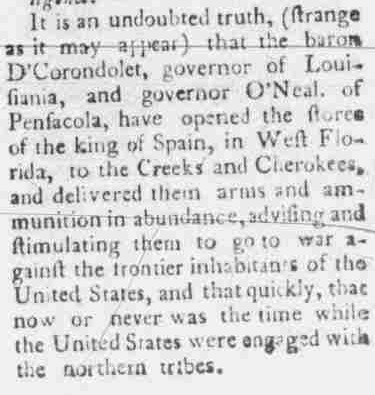 It is an undoubted truth, (ſtrange
as it may appear) that the baron
D'Corondolet, governor of Loui-
ſiania, and governor O'Neal, of
Penſacola, have opened the ſtores
of the king of Spain, in Weſt Flo-
rida, to the Creeks and Cherokees,
and delivered them arms and am-
munition in abundance, adviſing and
ſtimulating them to go to war a-
gainſt the frontier inhabitants of the
United States, and that quickly, that
now or never was the time while
the United States were engaged with
the northern tribes.